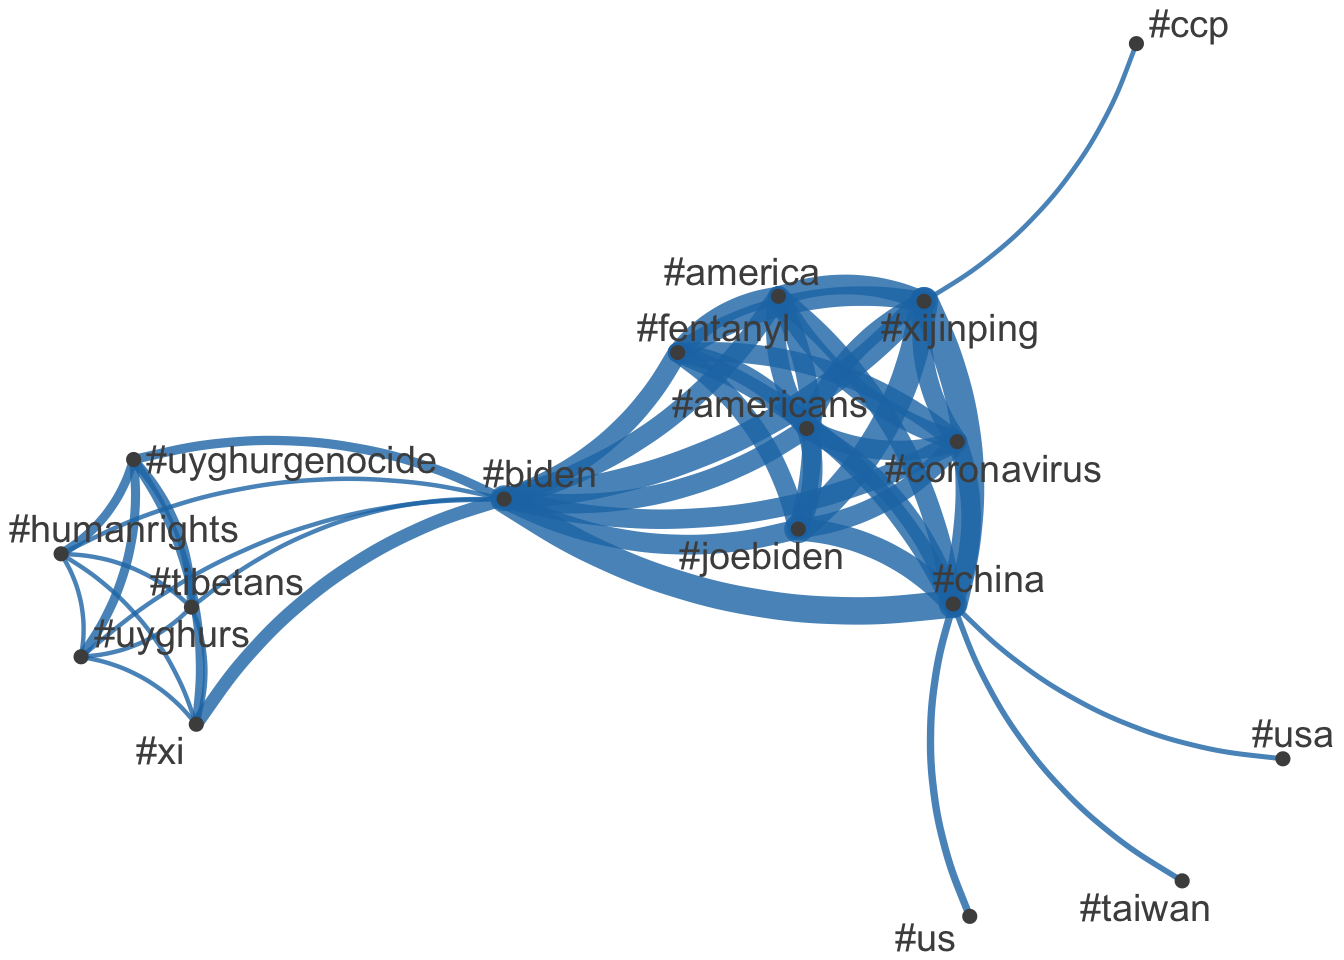 #ccp
#america
#fentanyl
#xijinping
#americans
#uyghurgenocide
#biden
#coronavirus
#humanrights
#joebiden
#tibetans
#china
#uyghurs
#xi
#usa
#taiwan
#us